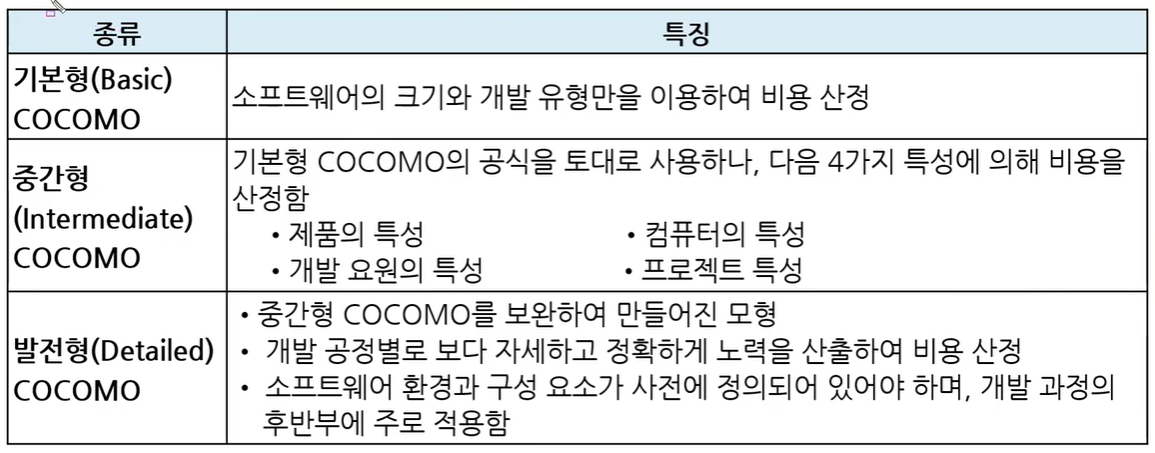 종류
특징
기본형(Basic)
COCOMO
소프트웨어의 크기와 개발 유형만을 이용하여 비용 산정
중간형
(Intermediate)
COCOMO
기본형 COCOMO의 공식을 토대로 사용하나, 다음 4가지 특성에 의해 비용을
산정함
• 제품의 특성 • 컴퓨터의 특성
• 개발 요원의 특성 • 프로젝트 특성
발전형(Detailed)
COCOMO
• 중간형 COCOMO를 보완하여 만들어진 모형
• 개발 공정별로 보다 자세하고 정확하게 노력을 산출하여 비용 산정
• 소프트웨어 환경과 구성 요소가 사전에 정의되어 있어야 하며, 개발 과정의
후반부에 주로 적용함